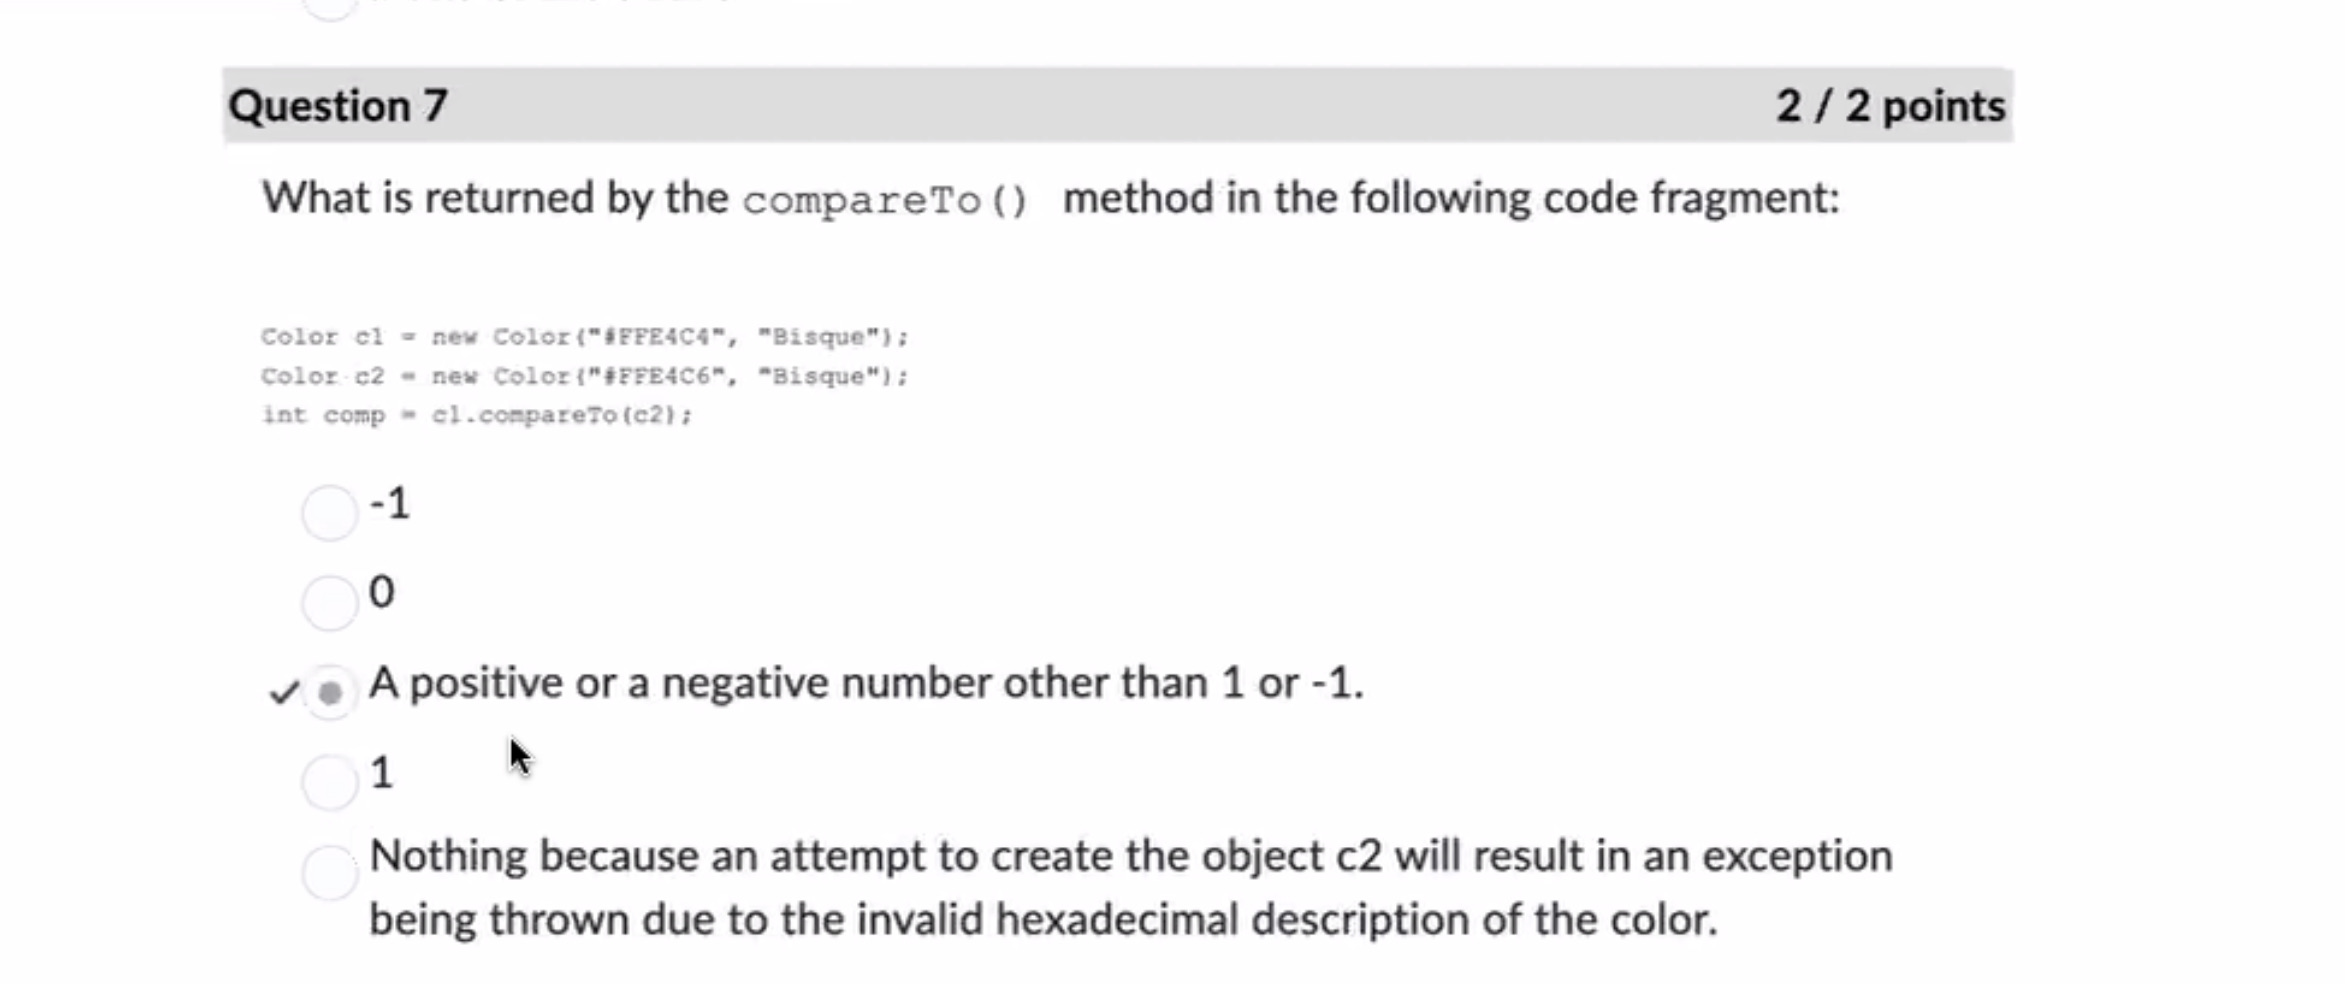 Question 7
2 / 2 points
What is returned by the compareTo() method in the following code fragment:
Color c1 = new Color("#FFE4C4", "Bisque");
Color c2 = new Color("#FFE4C6", "Bisque");
int comp = c1.compareTo(c2);
-1
0
A positive or a negative number other than 1 or -1.
1
Nothing because an attempt to create the object c2 will result in an exception
being thrown due to the invalid hexadecimal description of the color.